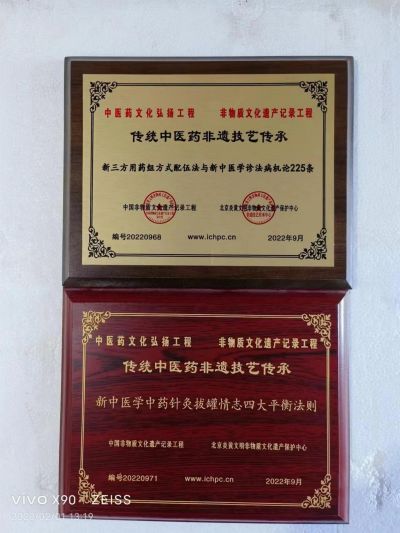 中医药文化弘扬工程 非物质文化遗产记录工程
传统中医药非遗技艺传承
新三方用药组方式配伍法与新中医学诊法病机论225条
中国非物质文化遗产记录工程 北京炎黄文明非物质文化遗产保护中心
编号20220968 www.ichpc.cn 2022年9月
中医药文化弘扬工程 非物质文化遗产记录工程
传统中医药非遗技艺传承
新中医学中药针灸拔罐情志四大平衡法则
中国非物质文化遗产记录工程 北京炎黄文明非物质文化遗产保护中心
编号20220971 www.ichpc.cn 2022年9月
vivo X90 ZEISS
13:19